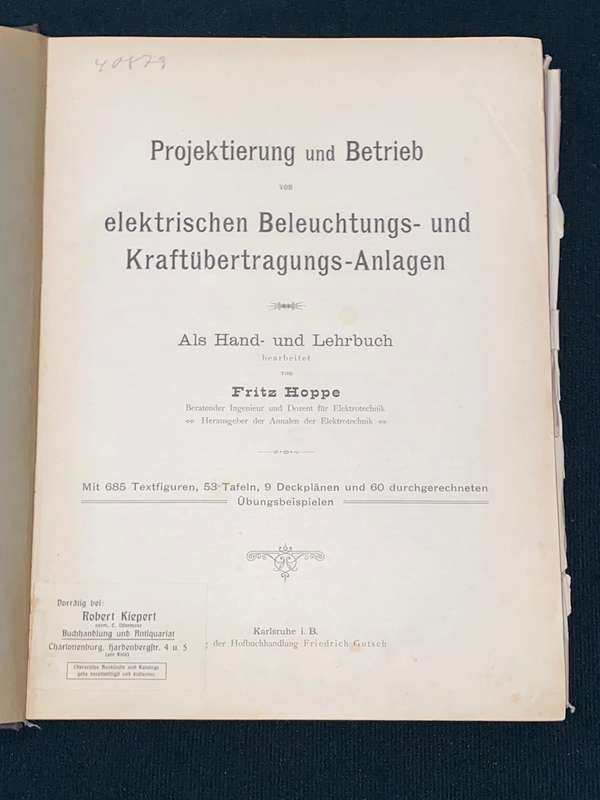 40879
Projektierung und Betrieb
von
elektrischen Beleuchtungs- und
Kraftübertragungs-Anlagen
Als Hand- und Lehrbuch
bearbeitet
von
Fritz Hoppe
Beratender Ingenieur und Dozent für Elektrotechnik
Herausgeber der Annalen der Elektrotechnik
Mit 685 Textfiguren, 53 Tafeln, 9 Deckplänen und 60 durchgerechneten
Übungsbeispielen
Karlsruhe i. B.
g der Hofbuchhandlung Friedrich Gutsch
Vorrätig bei:
Robert Kiepert
Buchhandlung und Antiquariat
Charlottenburg, Hardenbergstr. 4 u. 5